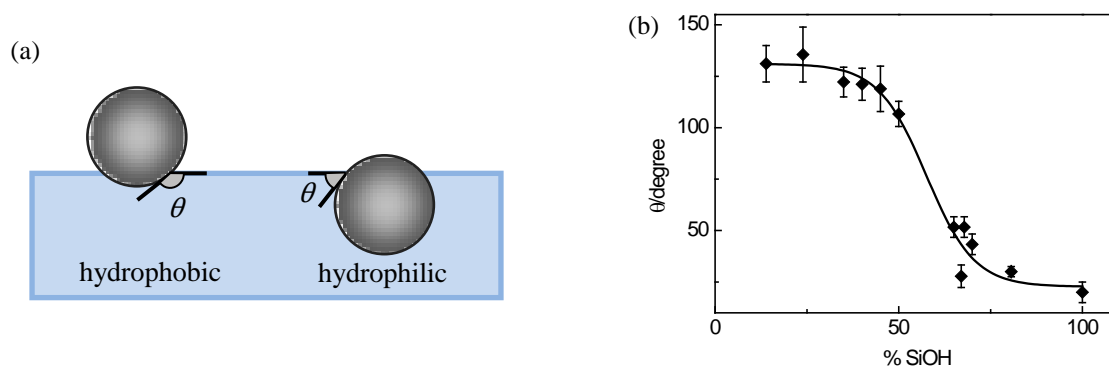 (a)
θ
θ
hydrophobic
hydrophilic
(b)
150
100
50
θ/degree
0
50
100
% SiOH